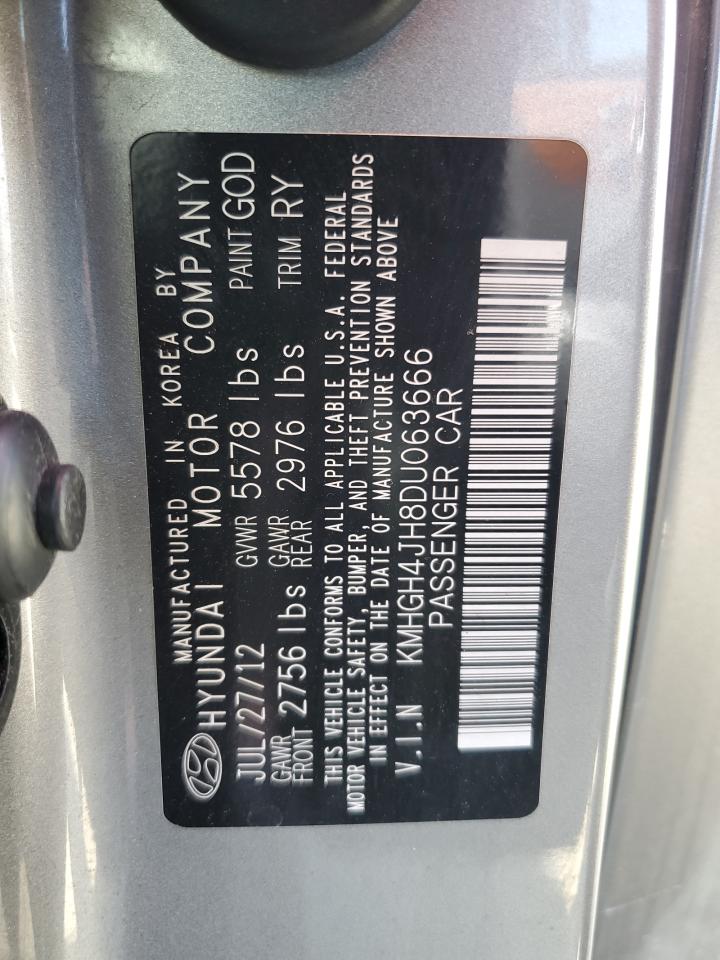 MANUFACTURED IN KOREA BY
HYUNDAI MOTOR COMPANY
JUL/27/12 GVWR 5578 lbs PAINT GOD
GAWR FRONT 2756 lbs GAWR REAR 2976 lbs TRIM RY
THIS VEHICLE CONFORMS TO ALL APPLICABLE U.S.A. FEDERAL
MOTOR VEHICLE SAFETY, BUMPER, AND THEFT PREVENTION STANDARDS
IN EFFECT ON THE DATE OF MANUFACTURE SHOWN ABOVE
V.I.N KMHGH4JH8DU063666
PASSENGER CAR